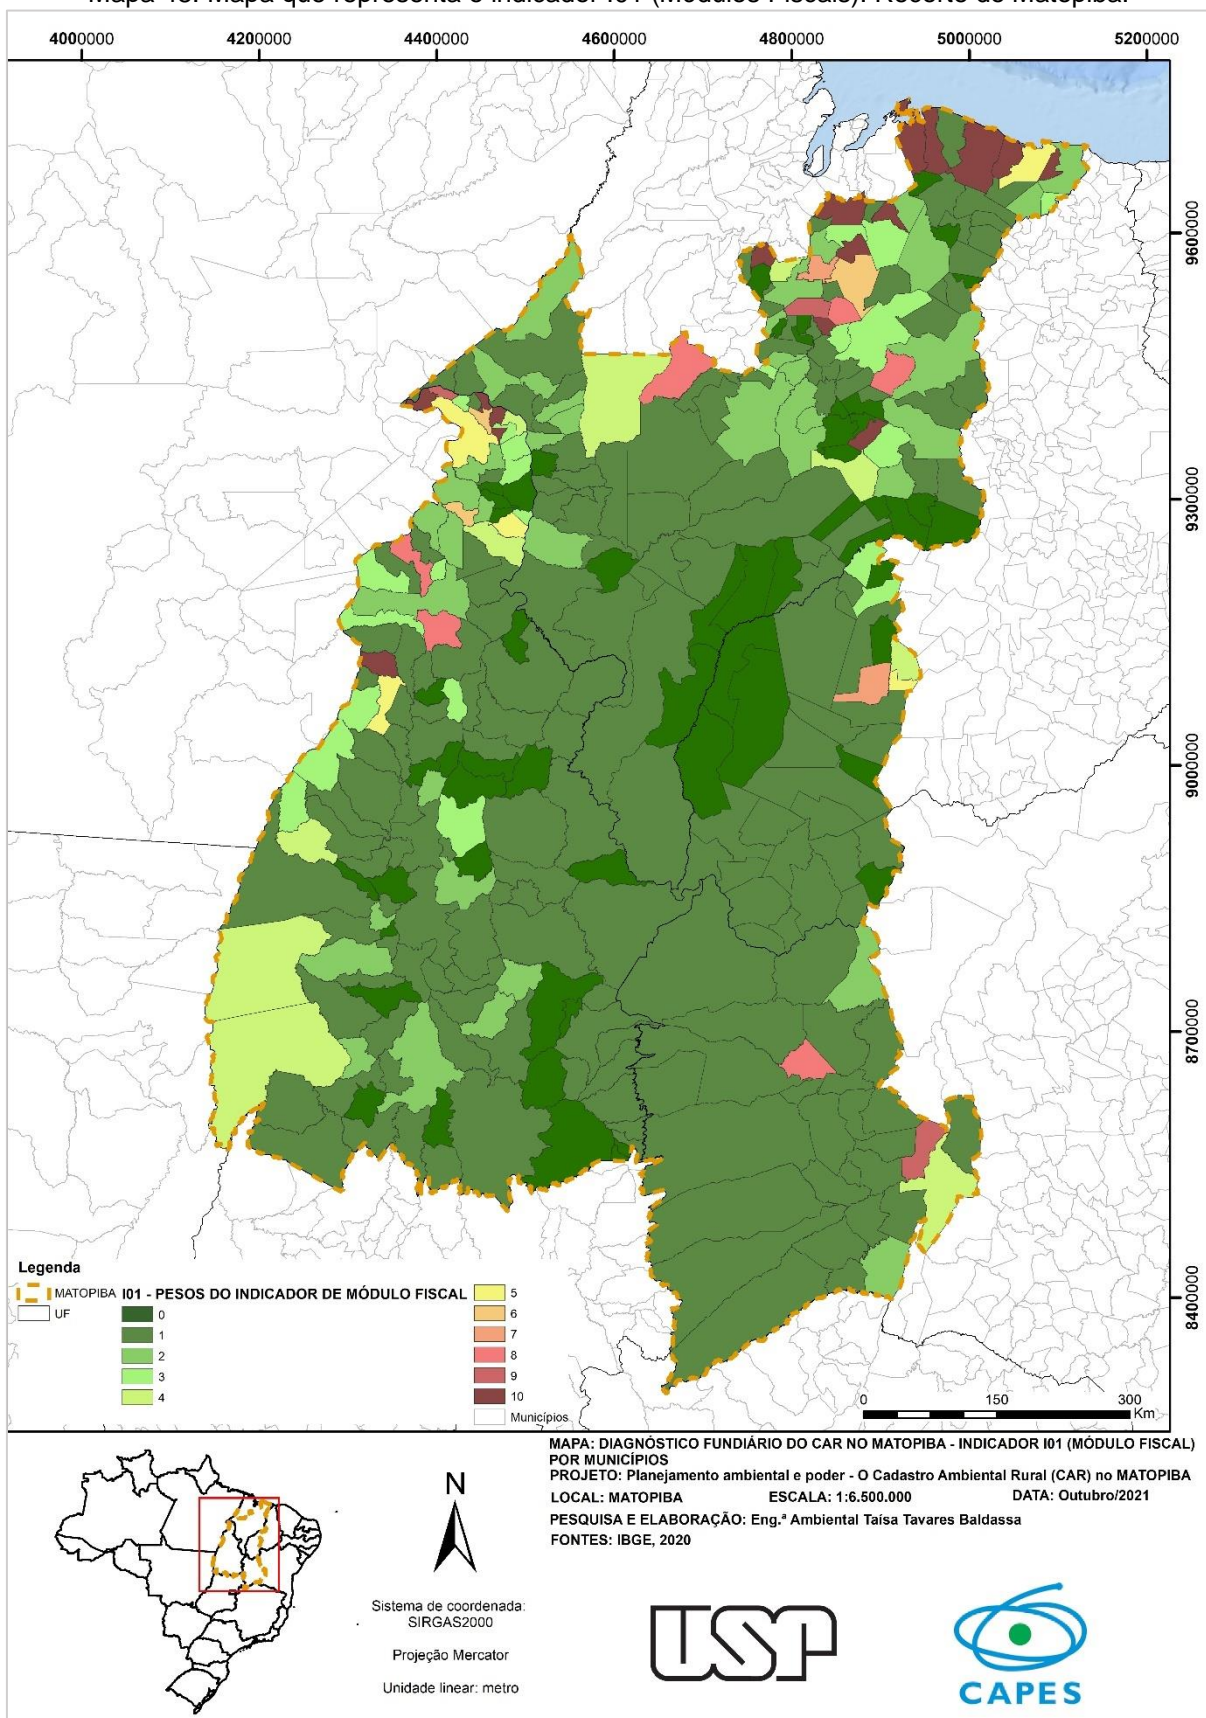 Mapa 48: Mapa que representa o indicador I01 (Módulos Fiscais). Recorte do Matopiba.
4000000
4200000
4400000
4600000
4800000
5000000
5200000
9600000
9300000
9000000
8700000
8400000
Legenda
MATOPIBA
UF
I01 - PESOS DO INDICADOR DE MÓDULO FISCAL
0
1
2
3
4
5
6
7
8
9
10
Municípios
0 150 300
Km
MAPA: DIAGNÓSTICO FUNDIÁRIO DO CAR NO MATOPIBA - INDICADOR I01 (MÓDULO FISCAL)
POR MUNICÍPIOS
PROJETO: Planejamento ambiental e poder - O Cadastro Ambiental Rural (CAR) no MATOPIBA
LOCAL: MATOPIBA ESCALA: 1:6.500.000 DATA: Outubro/2021
PESQUISA E ELABORAÇÃO: Eng.ª Ambiental Taísa Tavares Baldassa
FONTES: IBGE, 2020
N
Sistema de coordenada:
SIRGAS2000
Projeção Mercator
Unidade linear: metro
USP
CAPES